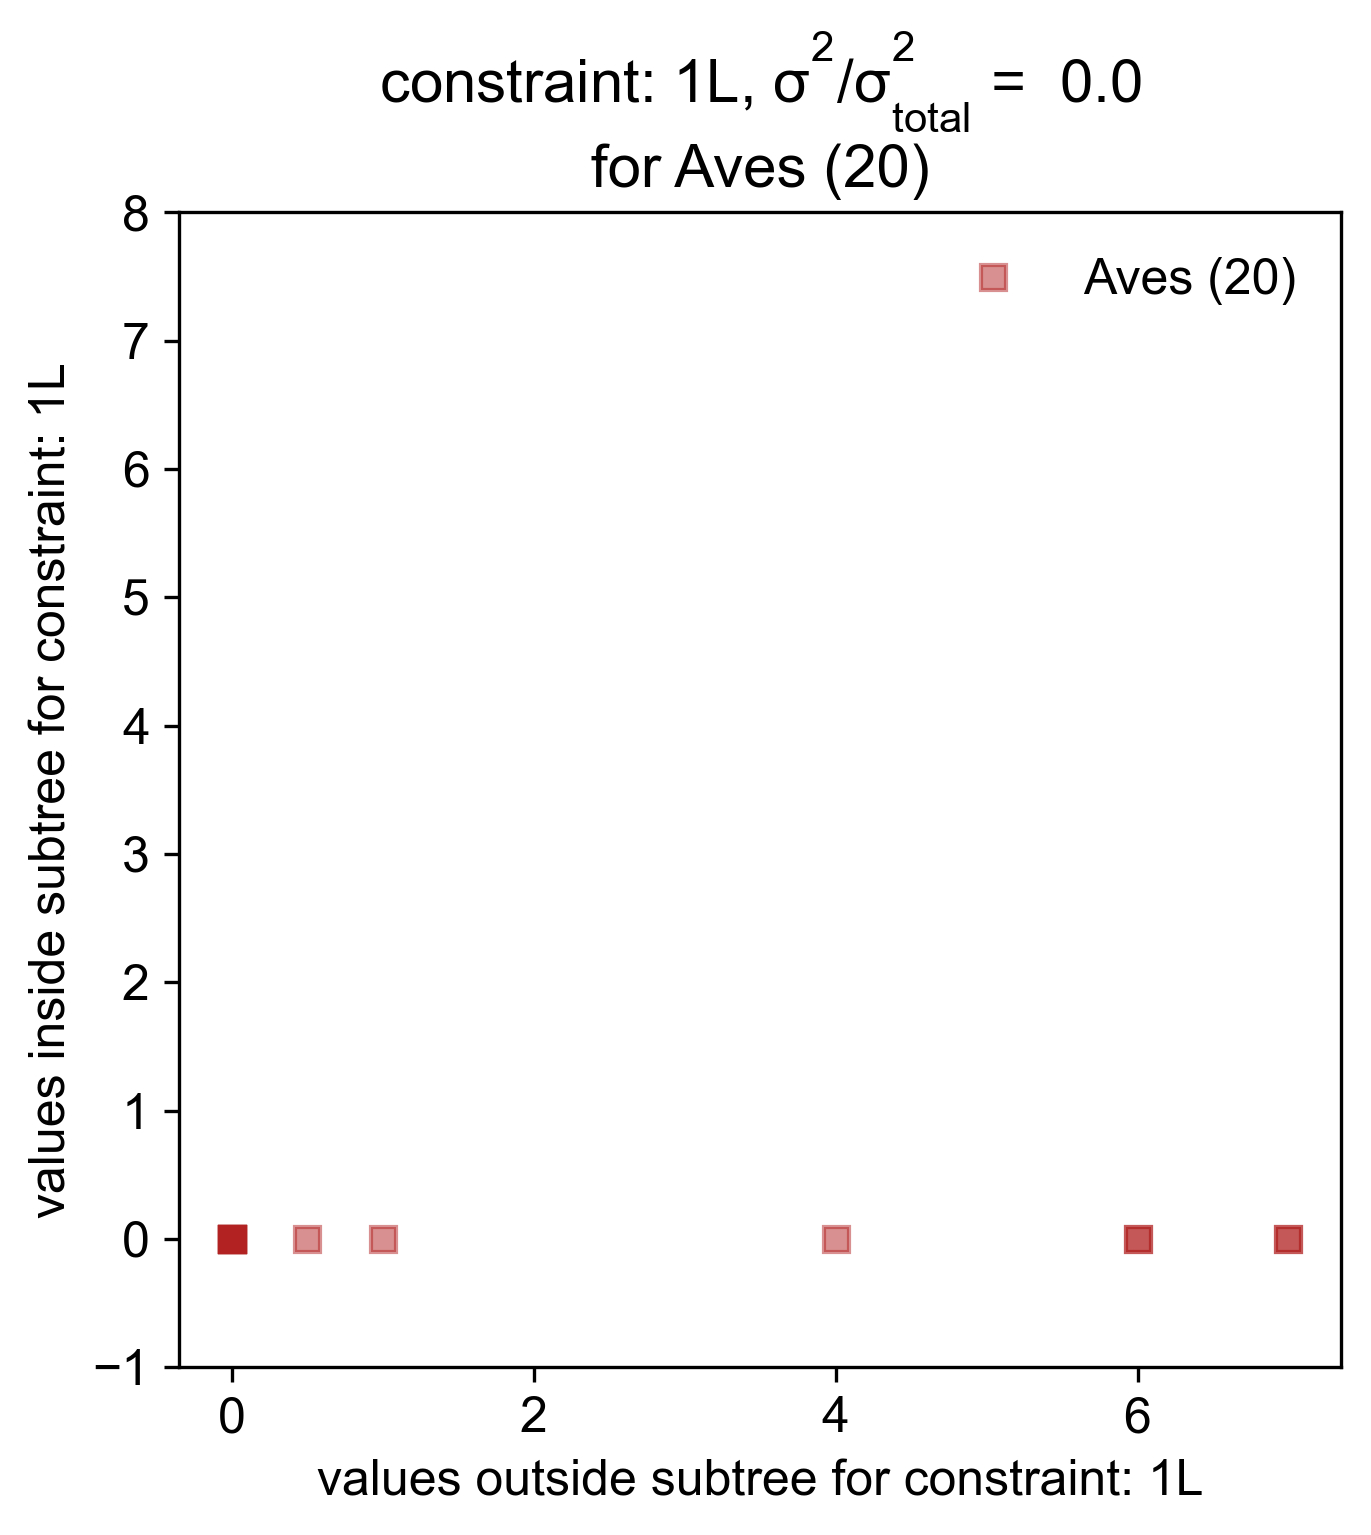 constraint: 1L, σ²/σ²total = 0.0
for Aves (20)
Aves (20)
8
7
6
5
4
3
2
1
0
−1
values inside subtree for constraint: 1L
0 2 4 6
values outside subtree for constraint: 1L